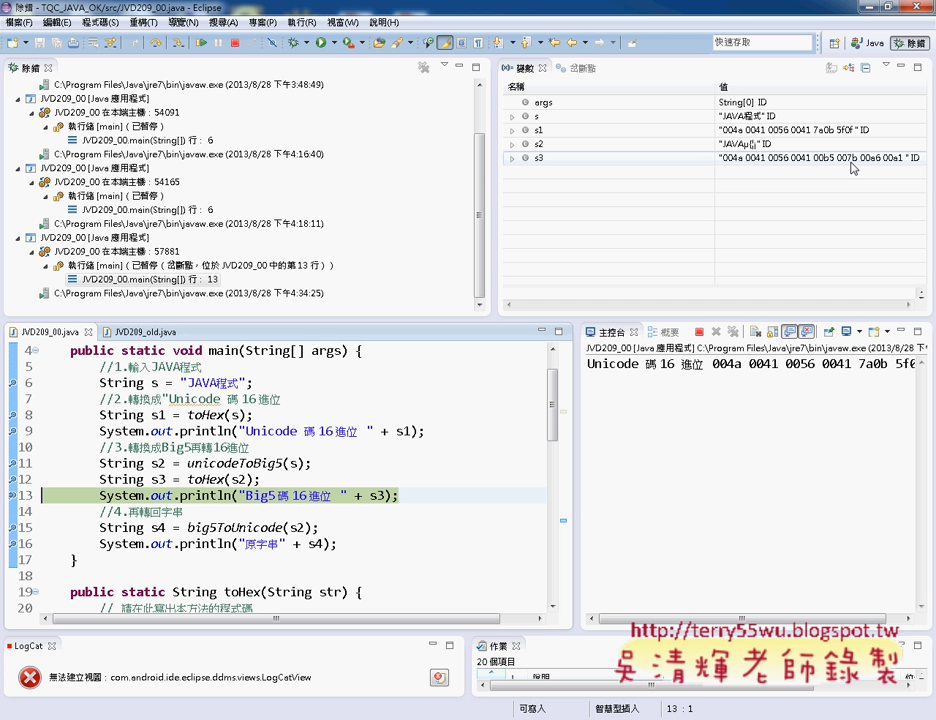 除錯 - TQC_JAVA_OK/src/JVD209_00.java - Eclipse
檔案(F) 編輯(E) 程式碼(S) 重構(T) 導覽(N) 搜尋(A) 專案(P) 執行(R) 視窗(W) 說明(H)
快速存取
Java
除錯
除錯
C:\Program Files\Java\jre7\bin\javaw.exe (2013/8/28 下午3:48:49)
JVD209_00 [Java 應用程式]
JVD209_00 在本端主機：54091
執行緒 [main]（已暫停）
JVD209_00.main(String[]) 行： 6
C:\Program Files\Java\jre7\bin\javaw.exe (2013/8/28 下午4:16:40)
JVD209_00 [Java 應用程式]
JVD209_00 在本端主機：54165
執行緒 [main]（已暫停）
JVD209_00.main(String[]) 行： 6
C:\Program Files\Java\jre7\bin\javaw.exe (2013/8/28 下午4:18:11)
JVD209_00 [Java 應用程式]
JVD209_00 在本端主機：57881
執行緒 [main]（已暫停（岔斷點，位於 JVD209_00 中的第 13 行））
JVD209_00.main(String[]) 行： 13
C:\Program Files\Java\jre7\bin\javaw.exe (2013/8/28 下午4:34:25)
變數
岔斷點
名稱 值
args String[0] ID
s "JAVA程式" ID
s1 "004a 0041 0056 0041 7a0b 5f0f " ID
s2
s3 "004a 0041 0056 0041 00b5 007b 00a6 00a1 " ID
JVD209_00.java
JVD209_old.java
4 public static void main(String[] args) {
5 //1.輸入JAVA程式
6 String s = "JAVA程式";
7 //2.轉換成"Unicode 碼 16進位
8 String s1 = toHex(s);
9 System.out.println("Unicode 碼 16進位 " + s1);
10 //3.轉換成Big5再轉16進位
11 String s2 = unicodeToBig5(s);
12 String s3 = toHex(s2);
13 System.out.println("Big5碼 16進位 " + s3);
14 //4.再轉回字串
15 String s4 = big5ToUnicode(s2);
16 System.out.println("原字串" + s4);
17 }
18
19 public static String toHex(String str) {
20 // 請在此寫出本方法的程式碼
主控台
概要
JVD209_00 [Java 應用程式] C:\Program Files\Java\jre7\bin\javaw.exe (2013/8/28 下
Unicode 碼 16 進位 004a 0041 0056 0041 7a0b 5f0
LogCat
無法建立視圖：com.android.ide.eclipse.ddms.views.LogCatView
作業
20 個項目
說明
http://terry55wu.blogspot.tw
吳清輝老師錄製
可寫入
智慧型插入
13 : 1